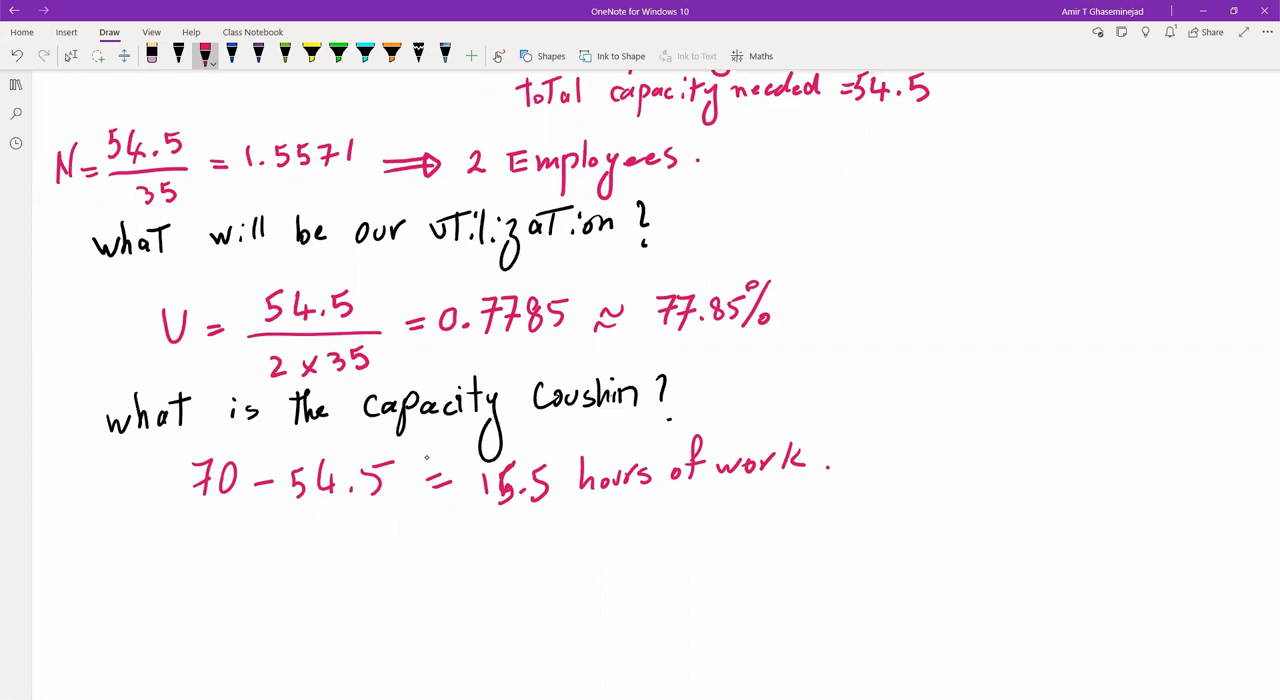 OneNote for Windows 10
Amir T Ghaseminejad
Home Insert Draw View Help Class Notebook
Share
Shapes Ink to Shape Ink to Text Maths
toTal capacity needed =54.5
N= 54.5 / 35 = 1.5571 ⟹ 2 Employees.
whaT will be our uTilizaTion?
U = 54.5 / 2 x 35 = 0.7785 ≈ 77.85%
whaT is the capaciTy Coushin?
70 - 54.5 = 15.5 hours of work.